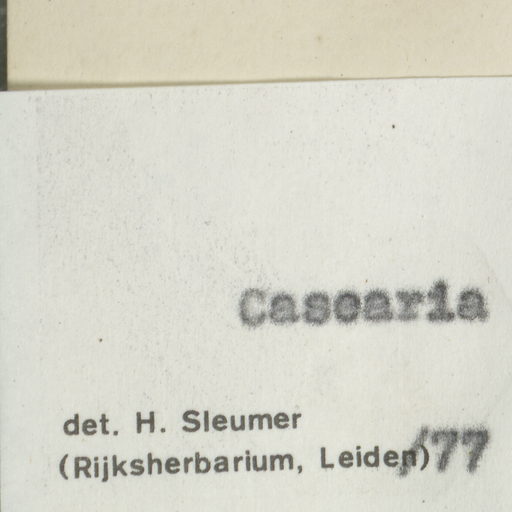 Casearia
det. H. Sleumer
(Rijksherbarium, Leiden) /77